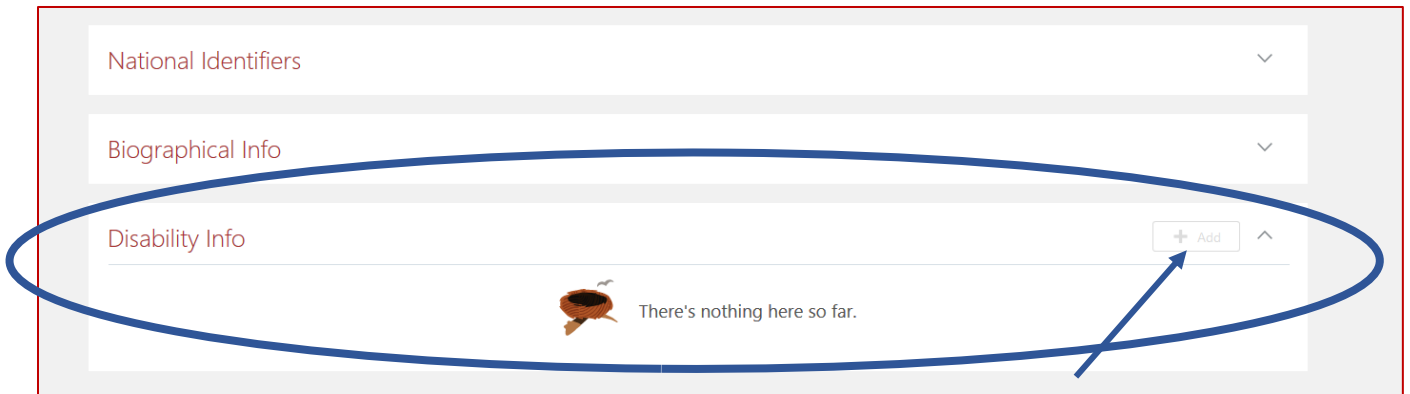 National Identifiers
Biographical Info
Disability Info
Add
There's nothing here so far.